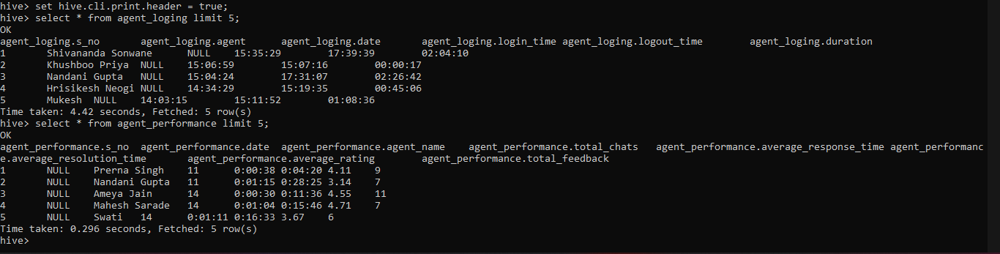 hive> set hive.cli.print.header = true;
hive> select * from agent_loging limit 5;
OK
agent_loging.s_no agent_loging.agent agent_loging.date agent_loging.login_time agent_loging.logout_time agent_loging.duration
1 Shivananda Sonwane NULL 15:35:29 17:39:39 02:04:10
2 Khushboo Priya NULL 15:06:59 15:07:16 00:00:17
3 Nandani Gupta NULL 15:04:24 17:31:07 02:26:42
4 Hrisikesh Neogi NULL 14:34:29 15:19:35 00:45:06
5 Mukesh NULL 14:03:15 15:11:52 01:08:36
Time taken: 4.42 seconds, Fetched: 5 row(s)
hive> select * from agent_performance limit 5;
OK
agent_performance.s_no agent_performance.date agent_performance.agent_name agent_performance.total_chats agent_performance.average_response_time agent_performanc
e.average_resolution_time agent_performance.average_rating agent_performance.total_feedback
1 NULL Prerna Singh 11 0:00:38 0:04:20 4.11 9
2 NULL Nandani Gupta 11 0:01:15 0:28:25 3.14 7
3 NULL Ameya Jain 14 0:00:30 0:11:36 4.55 11
4 NULL Mahesh Sarade 14 0:01:04 0:15:46 4.71 7
5 NULL Swati 14 0:01:11 0:16:33 3.67 6
Time taken: 0.296 seconds, Fetched: 5 row(s)
hive>